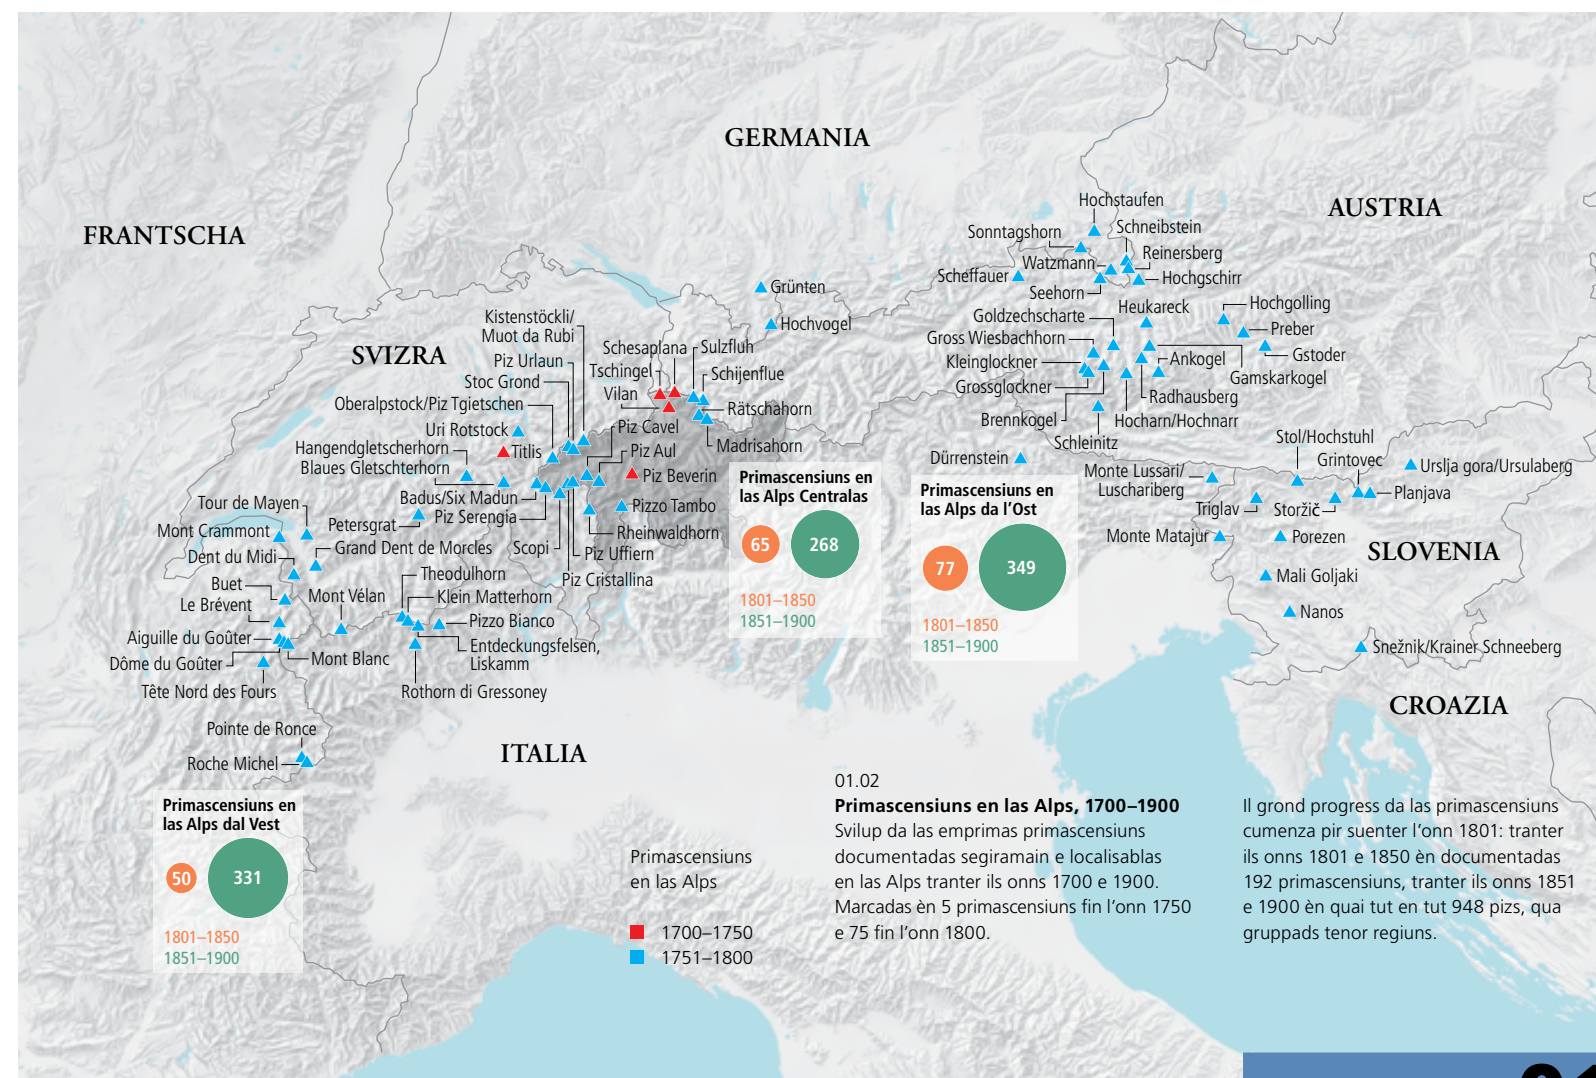 GERMANIA
FRANTSCHA
AUSTRIA
SVIZRA
ITALIA
SLOVENIA
CROAZIA
Hochstaufen
Sonntagshorn
Schneibstein
Watzmann
Reinersberg
Scheffauer
Hochgschirr
Seehorn
Grünten
Hochvogel
Goldzechscharte
Heukareck
Hochgolling
Gross Wiesbachhorn
Preber
Kleinglockner
Ankogel
Gstoder
Grossglockner
Gamskarkogel
Radhausberg
Brennkogel
Hocharn/Hochnarr
Schleinitz
Dürrenstein
Kistenstöckli/
Muot da Rubi
Piz Urlaun
Stoc Grond
Oberalpstock/Piz Tgietschen
Uri Rotstock
Titlis
Hangendgletscherhorn
Blaues Gletschterhorn
Schesaplana
Sulzfluh
Tschingel
Schijenflue
Vilan
Rätschahorn
Madrisahorn
Piz Cavel
Piz Aul
Piz Beverin
Pizzo Tambo
Rheinwaldhorn
Badus/Six Madun
Piz Serengia
Petersgrat
Scopi
Piz Uffiern
Piz Cristallina
Tour de Mayen
Mont Crammont
Grand Dent de Morcles
Dent du Midi
Buet
Le Brévent
Mont Vélan
Theodulhorn
Klein Matterhorn
Pizzo Bianco
Aiguille du Goûter
Entdeckungsfelsen,
Liskamm
Dôme du Goûter
Mont Blanc
Tête Nord des Fours
Rothorn di Gressoney
Pointe de Ronce
Roche Michel
Stol/Hochstuhl
Grintovec
Monte Lussari/
Luschariberg
Urslja gora/Ursulaberg
Planjava
Triglav
Storžič
Monte Matajur
Porezen
Mali Goljaki
Nanos
Snežnik/Krainer Schneeberg
Primascensiuns en
las Alps Centralas
65
268
1801–1850
1851–1900
Primascensiuns en
las Alps da l'Ost
77
349
1801–1850
1851–1900
Primascensiuns en
las Alps dal Vest
50
331
1801–1850
1851–1900
Primascensiuns
en las Alps
1700–1750
1751–1800
01.02
Primascensiuns en las Alps, 1700–1900
Svilup da las emprimas primascensiuns
documentadas segiramain e localisablas
en las Alps tranter ils onns 1700 e 1900.
Marcadas èn 5 primascensiuns fin l'onn 1750
e 75 fin l'onn 1800.
Il grond progress da las primascensiuns
cumenza pir suenter l'onn 1801: tranter
ils onns 1801 e 1850 èn documentadas
192 primascensiuns, tranter ils onns 1851
e 1900 èn quai tut en tut 948 pizs, qua
gruppads tenor regiuns.